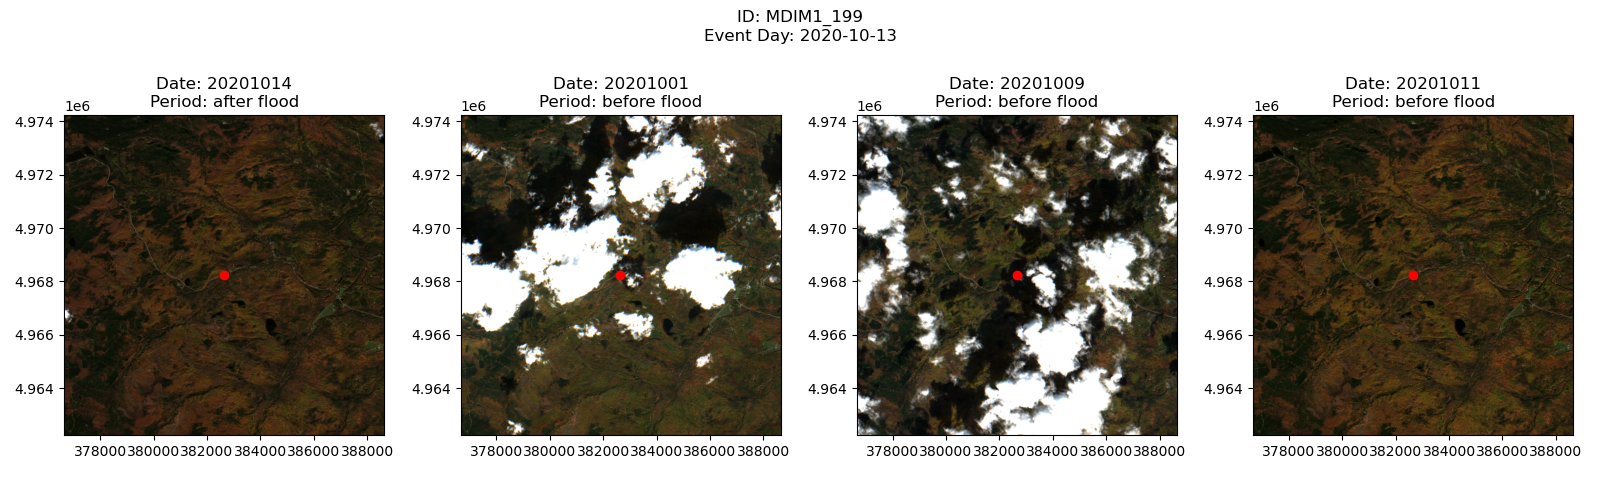 ID: MDIM1_199
Event Day: 2020-10-13
Date: 20201014
Period: after flood
1e6
4.974
4.972
4.970
4.968
4.966
4.964
378000 380000 382000 384000 386000 388000
Date: 20201001
Period: before flood
1e6
4.974
4.972
4.970
4.968
4.966
4.964
378000 380000 382000 384000 386000 388000
Date: 20201009
Period: before flood
1e6
4.974
4.972
4.970
4.968
4.966
4.964
378000 380000 382000 384000 386000 388000
Date: 20201011
Period: before flood
1e6
4.974
4.972
4.970
4.968
4.966
4.964
378000 380000 382000 384000 386000 388000